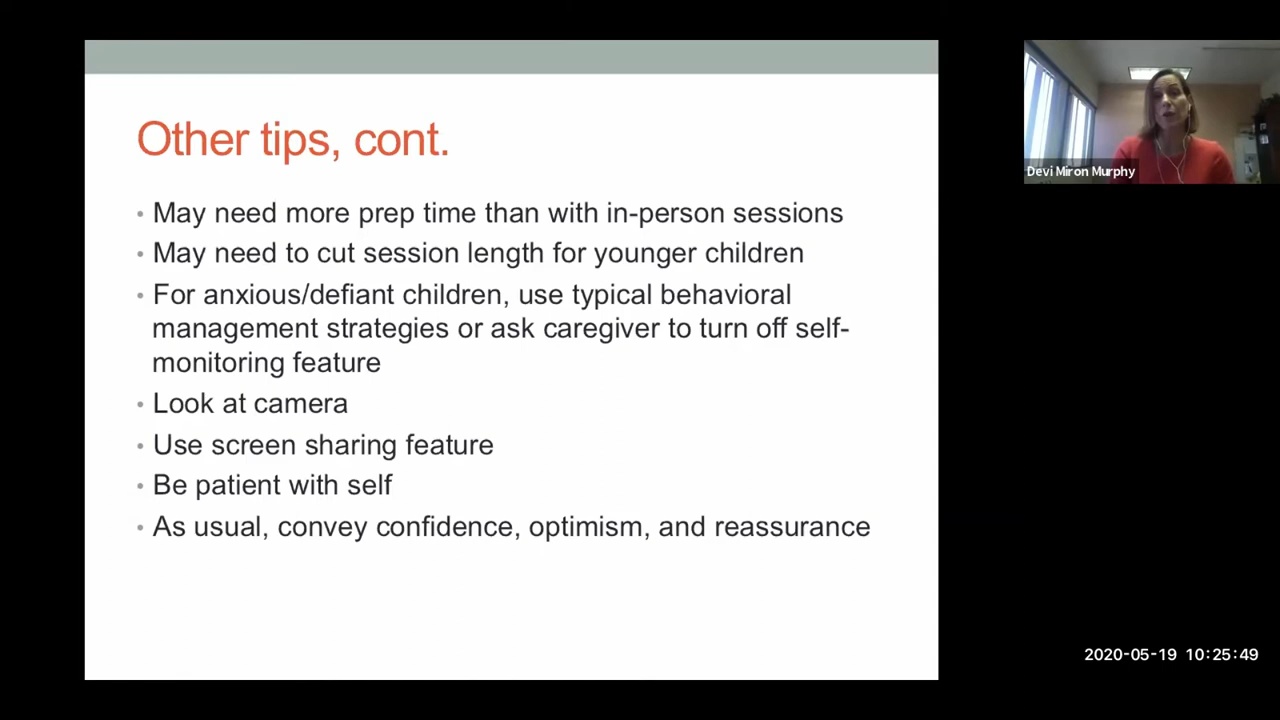 Other tips, cont.
• May need more prep time than with in-person sessions
• May need to cut session length for younger children
• For anxious/defiant children, use typical behavioral
management strategies or ask caregiver to turn off self-
monitoring feature
• Look at camera
• Use screen sharing feature
• Be patient with self
• As usual, convey confidence, optimism, and reassurance
Devi Miron Murphy
2020-05-19 10:25:49